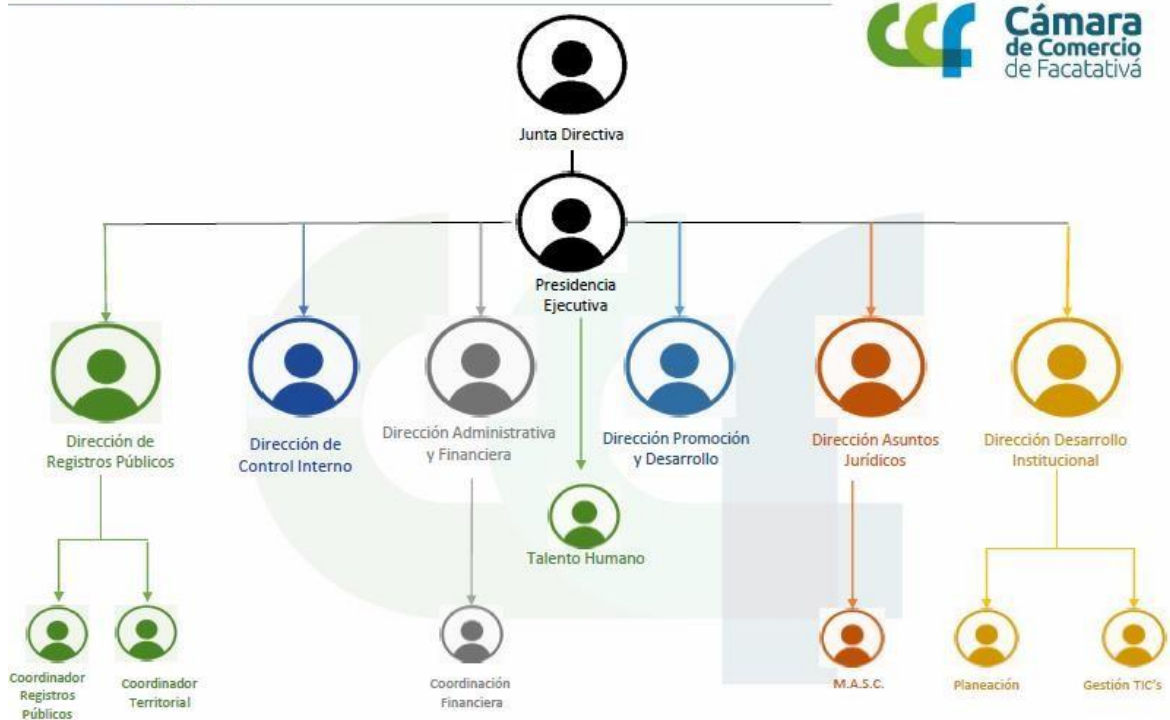 Cámara
de Comercio
de Facatativá
Junta Directiva
Presidencia
Ejecutiva
Dirección de
Registros Públicos
Dirección de
Control Interno
Dirección Administrativa
y Financiera
Dirección Promoción
y Desarrollo
Dirección Asuntos
Jurídicos
Dirección Desarrollo
Institucional
Talento Humano
Coordinador
Registros
Públicos
Coordinador
Territorial
Coordinación
Financiera
M.A.S.C.
Planeación
Gestión TIC's